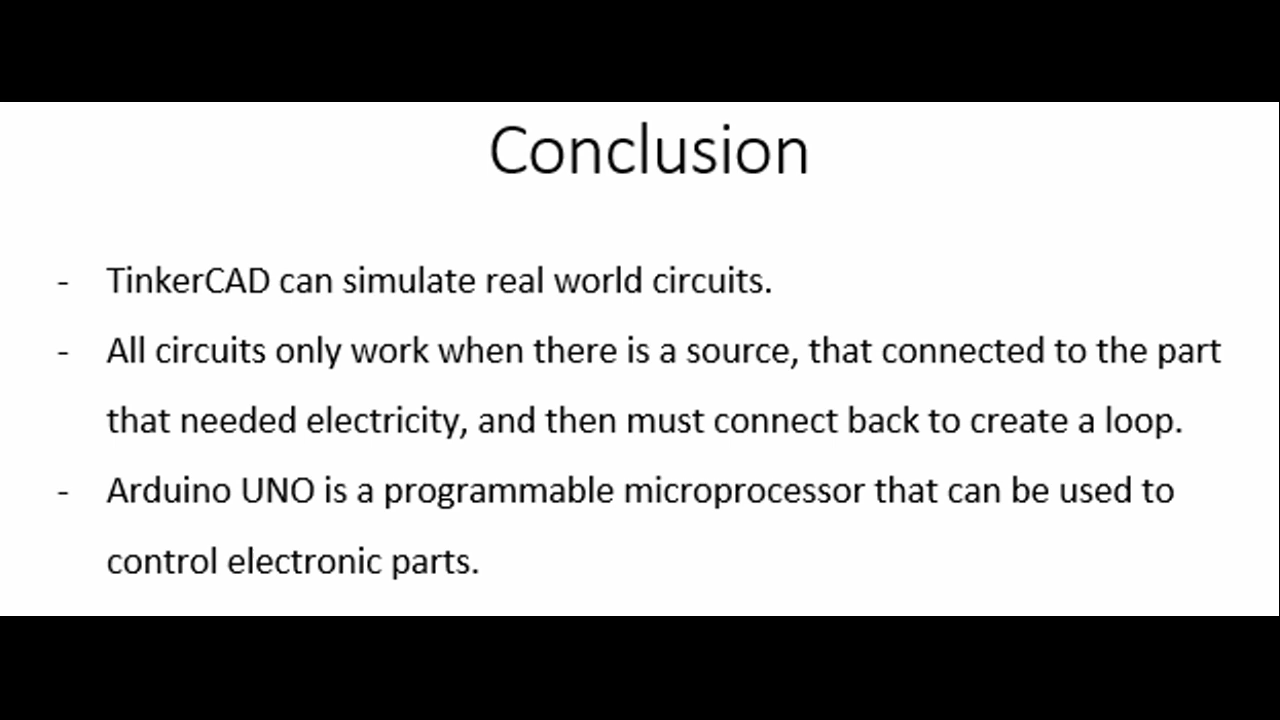 Conclusion
- TinkerCAD can simulate real world circuits.
- All circuits only work when there is a source, that connected to the part
that needed electricity, and then must connect back to create a loop.
- Arduino UNO is a programmable microprocessor that can be used to
control electronic parts.